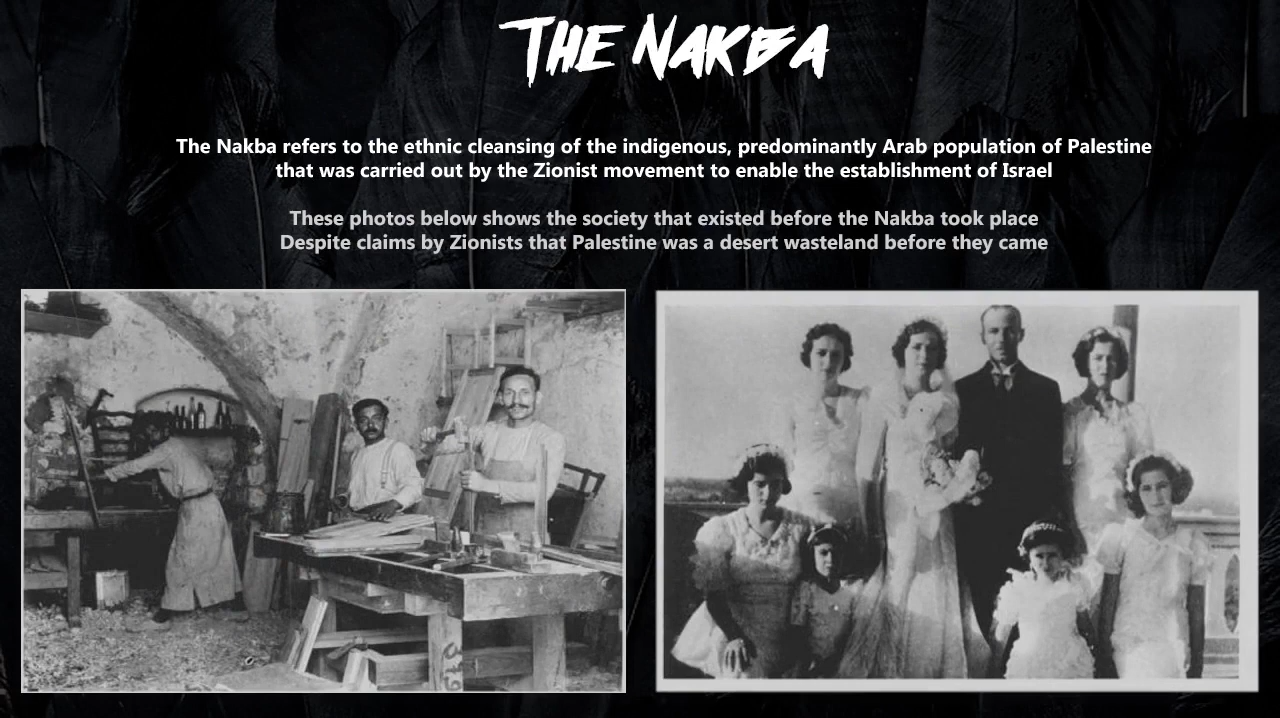 THE NAKBA
The Nakba refers to the ethnic cleansing of the indigenous, predominantly Arab population of Palestine
that was carried out by the Zionist movement to enable the establishment of Israel
These photos below shows the society that existed before the Nakba took place
Despite claims by Zionists that Palestine was a desert wasteland before they came